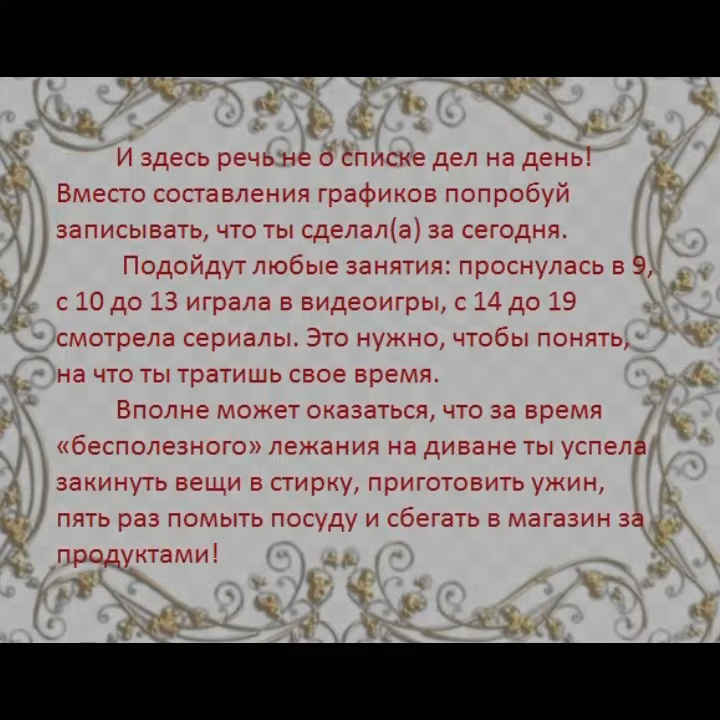 И здесь речь не о списке дел на день!
Вместо составления графиков попробуй
записывать, что ты сделал(а) за сегодня.
Подойдут любые занятия: проснулась в 9,
с 10 до 13 играла в видеоигры, с 14 до 19
смотрела сериалы. Это нужно, чтобы понять,
на что ты тратишь свое время.
Вполне может оказаться, что за время
«бесполезного» лежания на диване ты успела
закинуть вещи в стирку, приготовить ужин,
пять раз помыть посуду и сбегать в магазин за
продуктами!